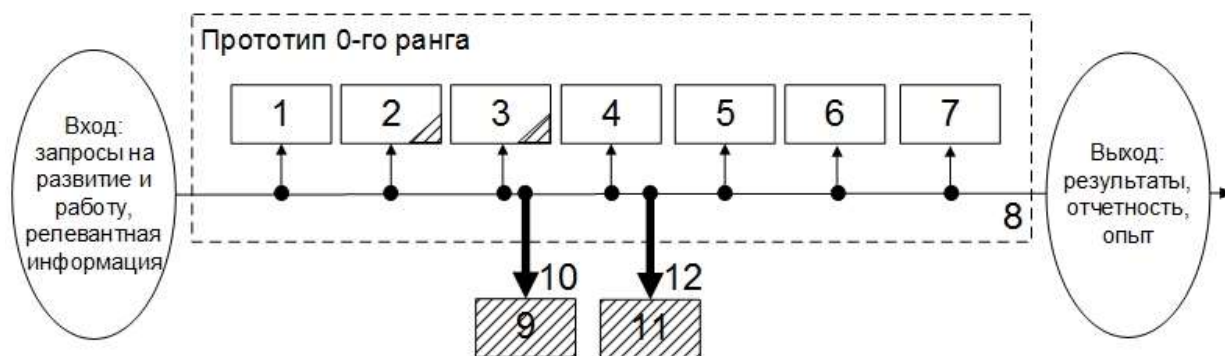 Прототип 0-го ранга
1 2 3 4 5 6 7
Вход:
запросы на
развитие и
работу,
релевантная
информация
Выход:
результаты,
отчетность,
опыт
8
10 12
9 11